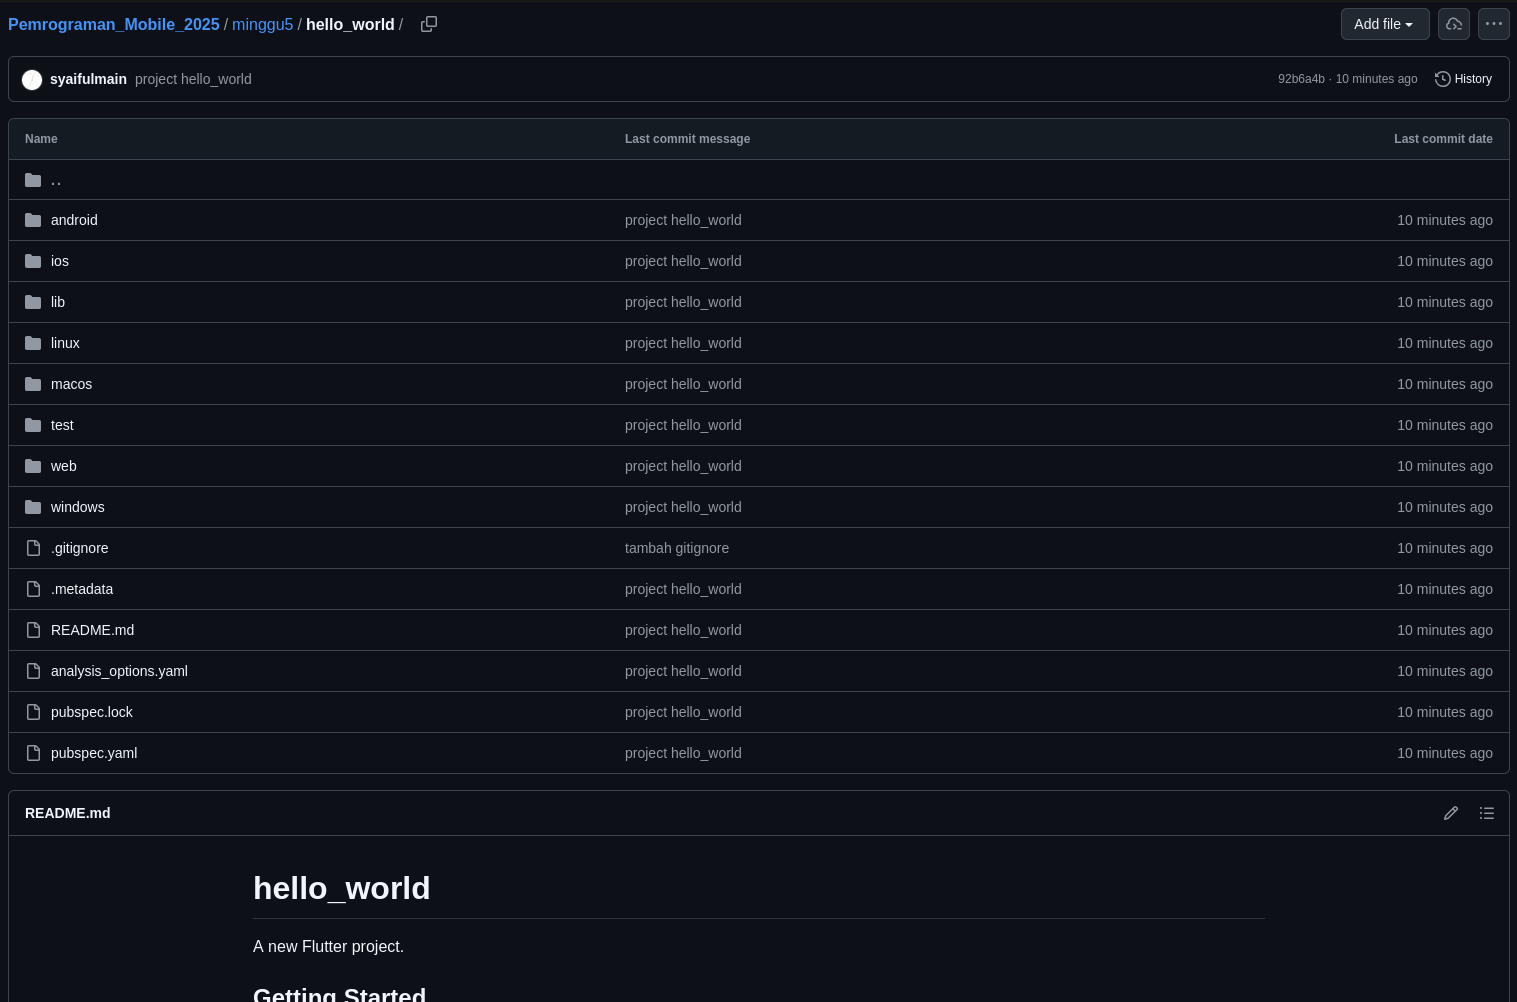 Pemrograman_Mobile_2025 / minggu5 / hello_world / Add file
syaifulmain project hello_world 92b6a4b · 10 minutes ago History
Name Last commit message Last commit date
..
android project hello_world 10 minutes ago
ios project hello_world 10 minutes ago
lib project hello_world 10 minutes ago
linux project hello_world 10 minutes ago
macos project hello_world 10 minutes ago
test project hello_world 10 minutes ago
web project hello_world 10 minutes ago
windows project hello_world 10 minutes ago
.gitignore tambah gitignore 10 minutes ago
.metadata project hello_world 10 minutes ago
README.md project hello_world 10 minutes ago
analysis_options.yaml project hello_world 10 minutes ago
pubspec.lock project hello_world 10 minutes ago
pubspec.yaml project hello_world 10 minutes ago
README.md
hello_world
A new Flutter project.
Getting Started